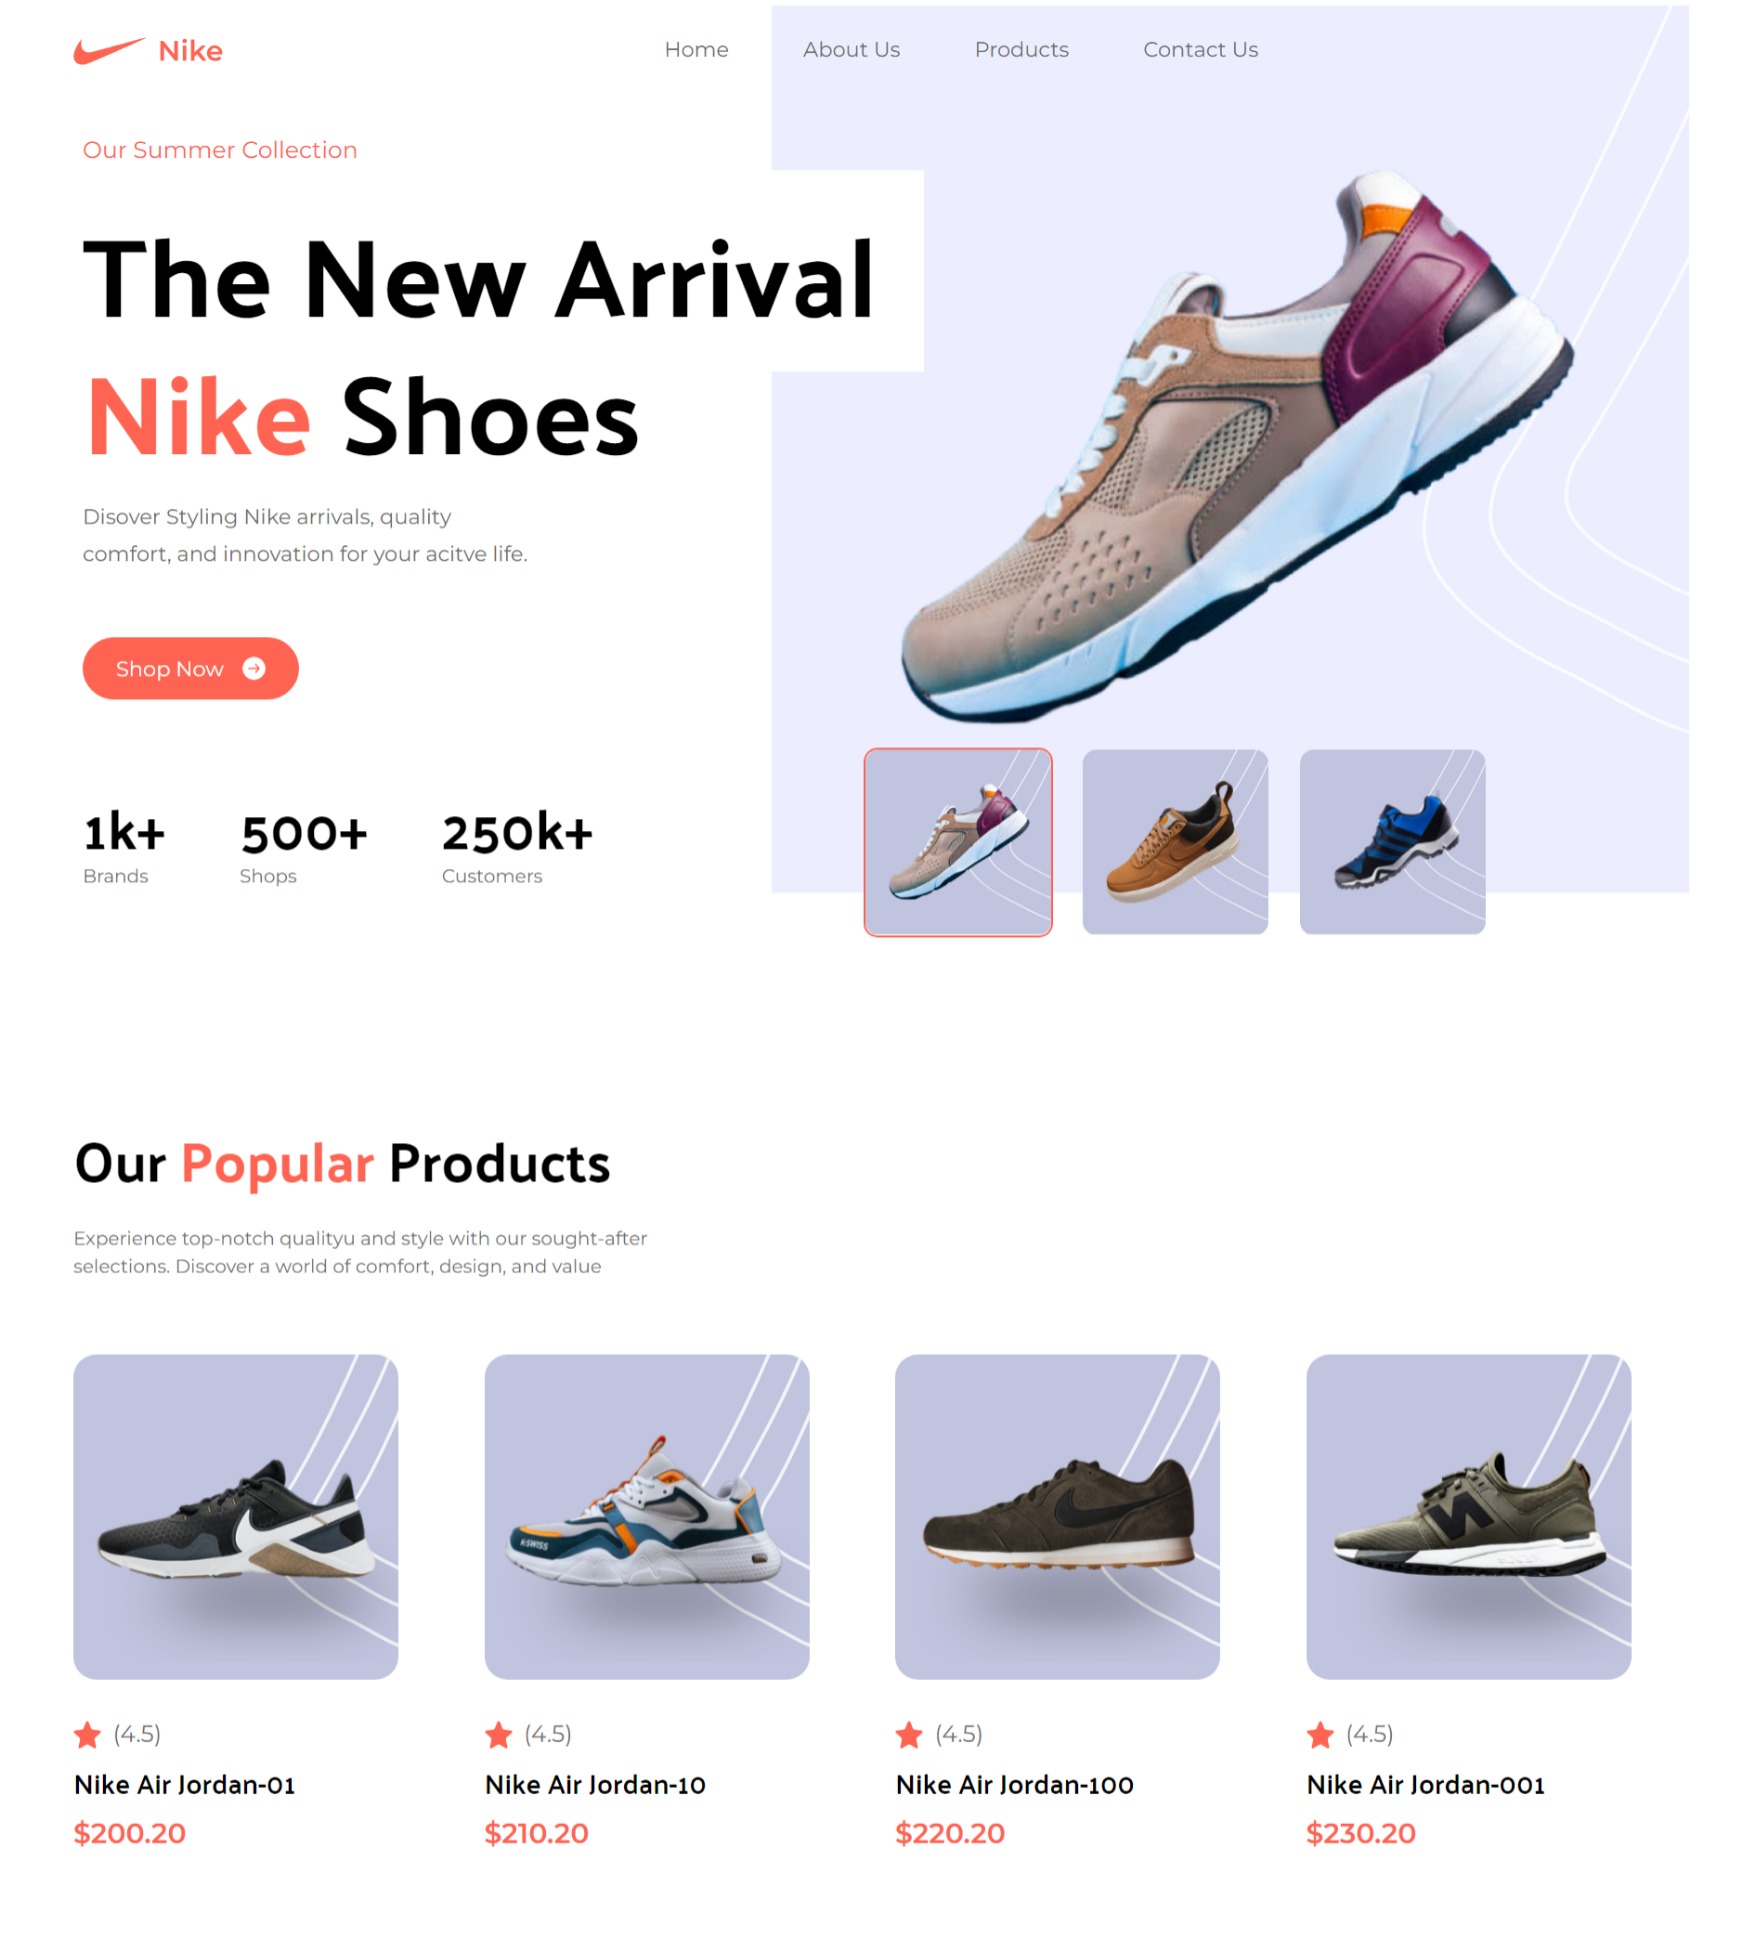 Nike
Home About Us Products Contact Us
Our Summer Collection
The New Arrival
Nike Shoes
Disover Styling Nike arrivals, quality
comfort, and innovation for your acitve life.
Shop Now
1k+ 500+ 250k+
Brands Shops Customers
Our Popular Products
Experience top-notch qualityu and style with our sought-after
selections. Discover a world of comfort, design, and value
K·SWISS
N
(4.5) (4.5) (4.5) (4.5)
Nike Air Jordan-01 Nike Air Jordan-10 Nike Air Jordan-100 Nike Air Jordan-001
$200.20 $210.20 $220.20 $230.20